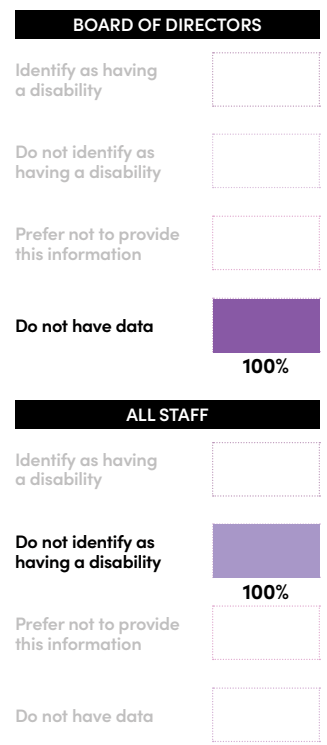 BOARD OF DIRECTORS
Identify as having
a disability
Do not identify as
having a disability
Prefer not to provide
this information
Do not have data
100%
ALL STAFF
Identify as having
a disability
Do not identify as
having a disability
100%
Prefer not to provide
this information
Do not have data